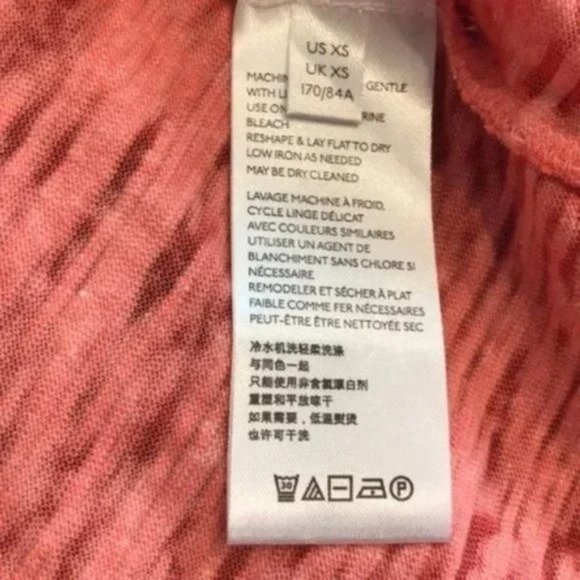 US XS
UK XS
170/84A
GENTLE
WITH
USE
BLEACH
RESHAPE & LAY FLAT TO DRY
LOW IRON AS NEEDED
MAY BE DRY CLEANED
LAVAGE MACHINE À FROID,
CYCLE LINGE DÉLICAT
AVEC COULEURS SIMILAIRES
UTILISER UN AGENT DE
BLANCHIMENT SANS CHLORE SI
NÉCESSAIRE
REMODELER ET SÉCHER À PLAT
FAIBLE COMME FER NÉCESSAIRES
PEUT-ÊTRE ÊTRE NETTOYÉE SEC
冷水机洗轻柔洗涤
与同色一起
只能使用非含氯漂白剂
重塑和平放晾干
如果需要，低温熨烫
也许可干洗
30
P